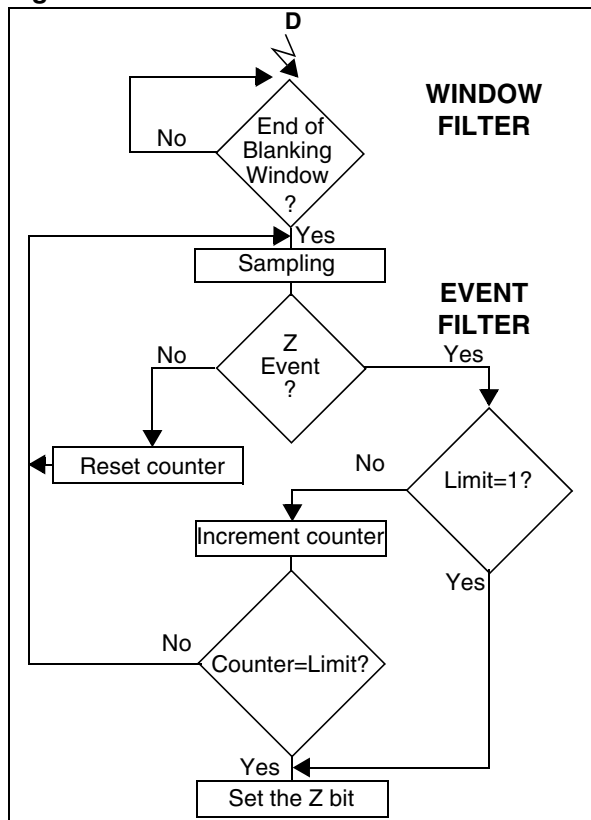 D
WINDOW
FILTER
End of
Blanking
Window
?
No
Yes
Sampling
EVENT
FILTER
Z
Event
?
No
Yes
Reset counter
Limit=1?
No
Increment counter
Yes
Counter=Limit?
No
Yes
Set the Z bit